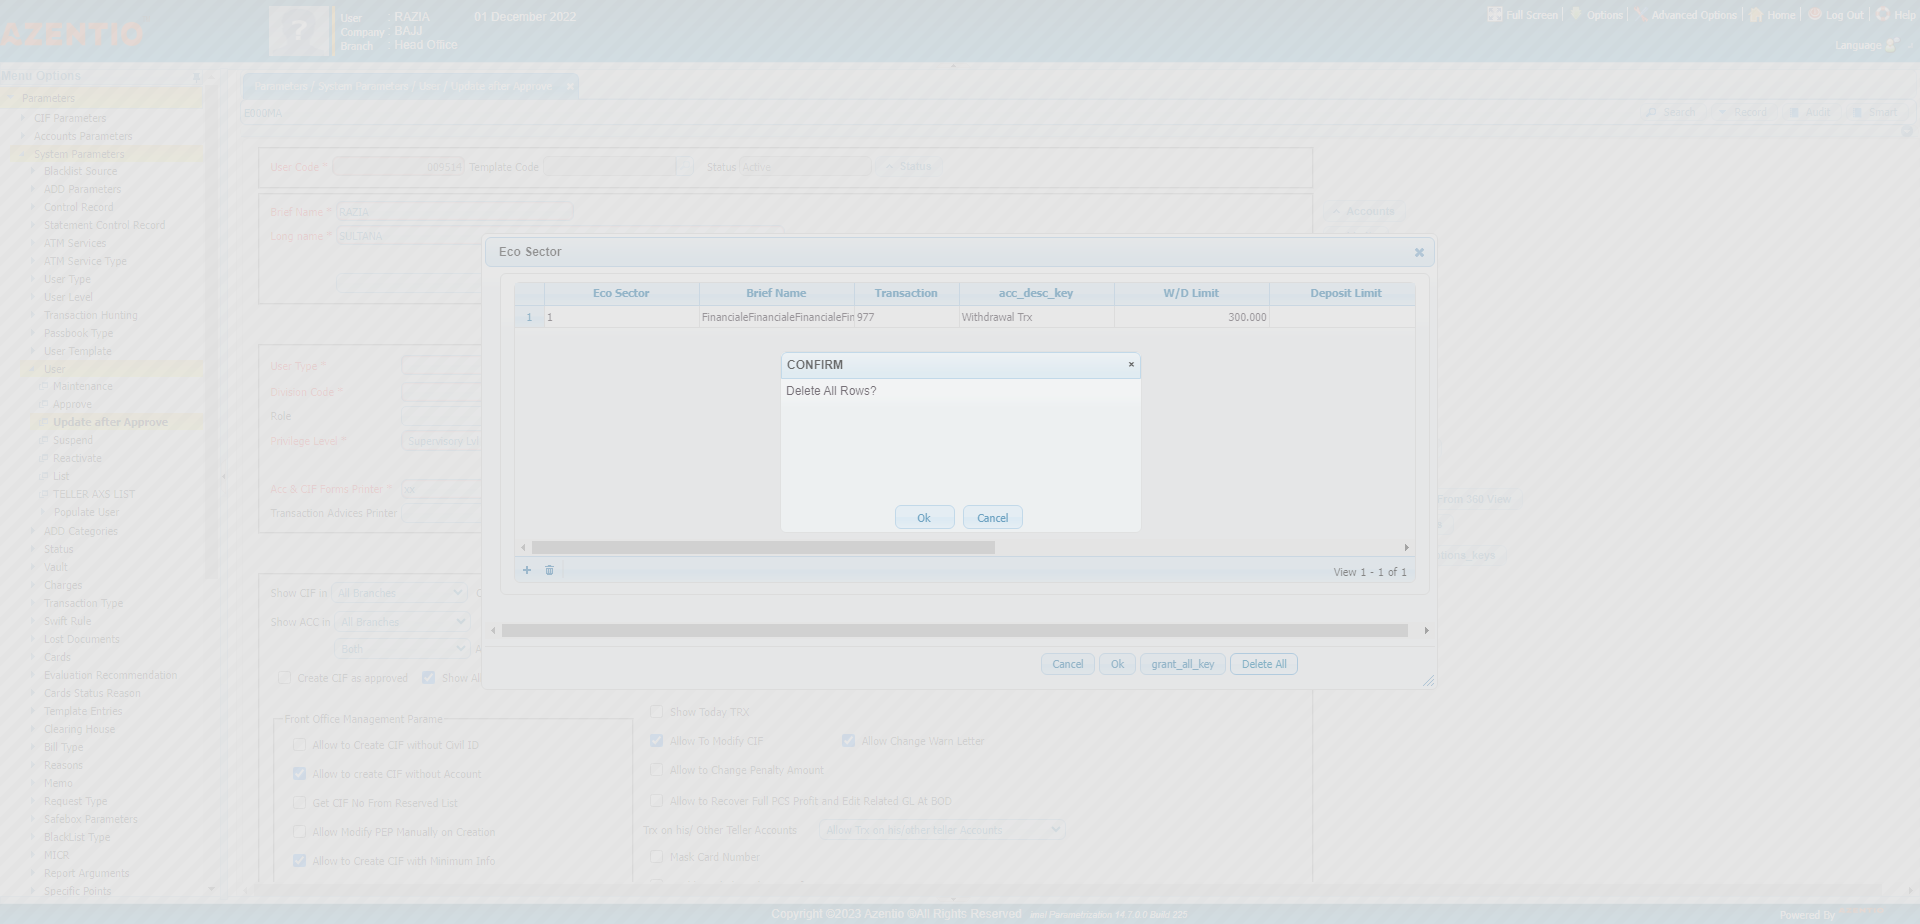 AZENTIO
User : RAZIA 01 December 2022
Company : BAJJ
Branch : Head Office
Full Screen Options Advanced Options Home Log Out Help
Language
Menu Options
Parameters
CIF Parameters
Accounts Parameters
System Parameters
Blacklist Source
ADD Parameters
Control Record
Statement Control Record
ATM Services
ATM Service Type
User Type
User Level
Transaction Hunting
Passbook Type
User Template
User
Maintenance
Approve
Update after Approve
Suspend
Reactivate
List
TELLER AXS LIST
Populate User
ADD Categories
Status
Vault
Charges
Transaction Type
Swift Rule
Lost Documents
Cards
Evaluation Recommendation
Cards Status Reason
Template Entries
Clearing House
Bill Type
Reasons
Memo
Request Type
Safebox Parameters
BlackList Type
MICR
Report Arguments
Specific Points
Parameters / System Parameters / User / Update after Approve
E000MA
Search Record Audit Smart
User Code * 009514 Template Code Status Active Status
Brief Name * RAZIA
Long name * SULTANA
Accounts
User Type *
Division Code *
Role
Privilege Level * Supervisory Lvl
Acc & CIF Forms Printer * xx
Transaction Advices Printer
From 360 View
Show CIF in All Branches
Show ACC in All Branches
Both
Create CIF as approved
Front Office Management Parame
Allow to Create CIF without Civil ID
Allow to create CIF without Account
Get CIF No From Reserved List
Allow Modify PEP Manually on Creation
Allow to Create CIF with Minimum Info
Show Today TRX
Allow To Modify CIF Allow Change Warn Letter
Allow to Change Penalty Amount
Allow to Recover Full PCS Profit and Edit Related GL At BOD
Trx on his/ Other Teller Accounts Allow Trx on his/other teller Accounts
Mask Card Number
Eco Sector
Eco Sector Brief Name Transaction acc_desc_key W/D Limit Deposit Limit
1 1 FinancialeFinancialeFinancialeFin 977 Withdrawal Trx 300.000
CONFIRM
Delete All Rows?
Ok Cancel
View 1 - 1 of 1
Cancel Ok grant_all_key Delete All
Copyright ©2023 Azentio @All Rights Reserved
Powered By